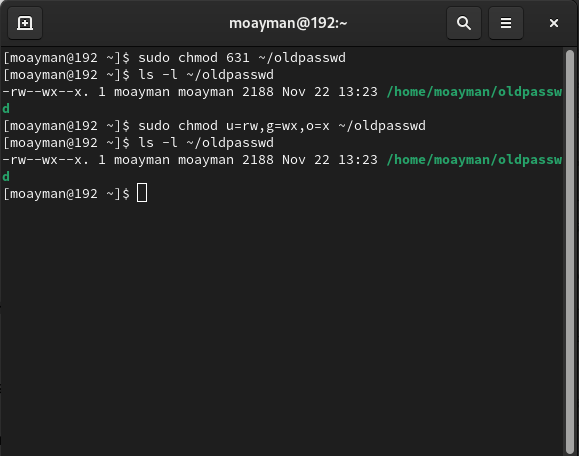 moayman@192:~
[moayman@192 ~]$ sudo chmod 631 ~/oldpasswd
[moayman@192 ~]$ ls -l ~/oldpasswd
-rw--wx--x. 1 moayman moayman 2188 Nov 22 13:23 /home/moayman/oldpassw
d
[moayman@192 ~]$ sudo chmod u=rw,g=wx,o=x ~/oldpasswd
[moayman@192 ~]$ ls -l ~/oldpasswd
-rw--wx--x. 1 moayman moayman 2188 Nov 22 13:23 /home/moayman/oldpassw
d
[moayman@192 ~]$